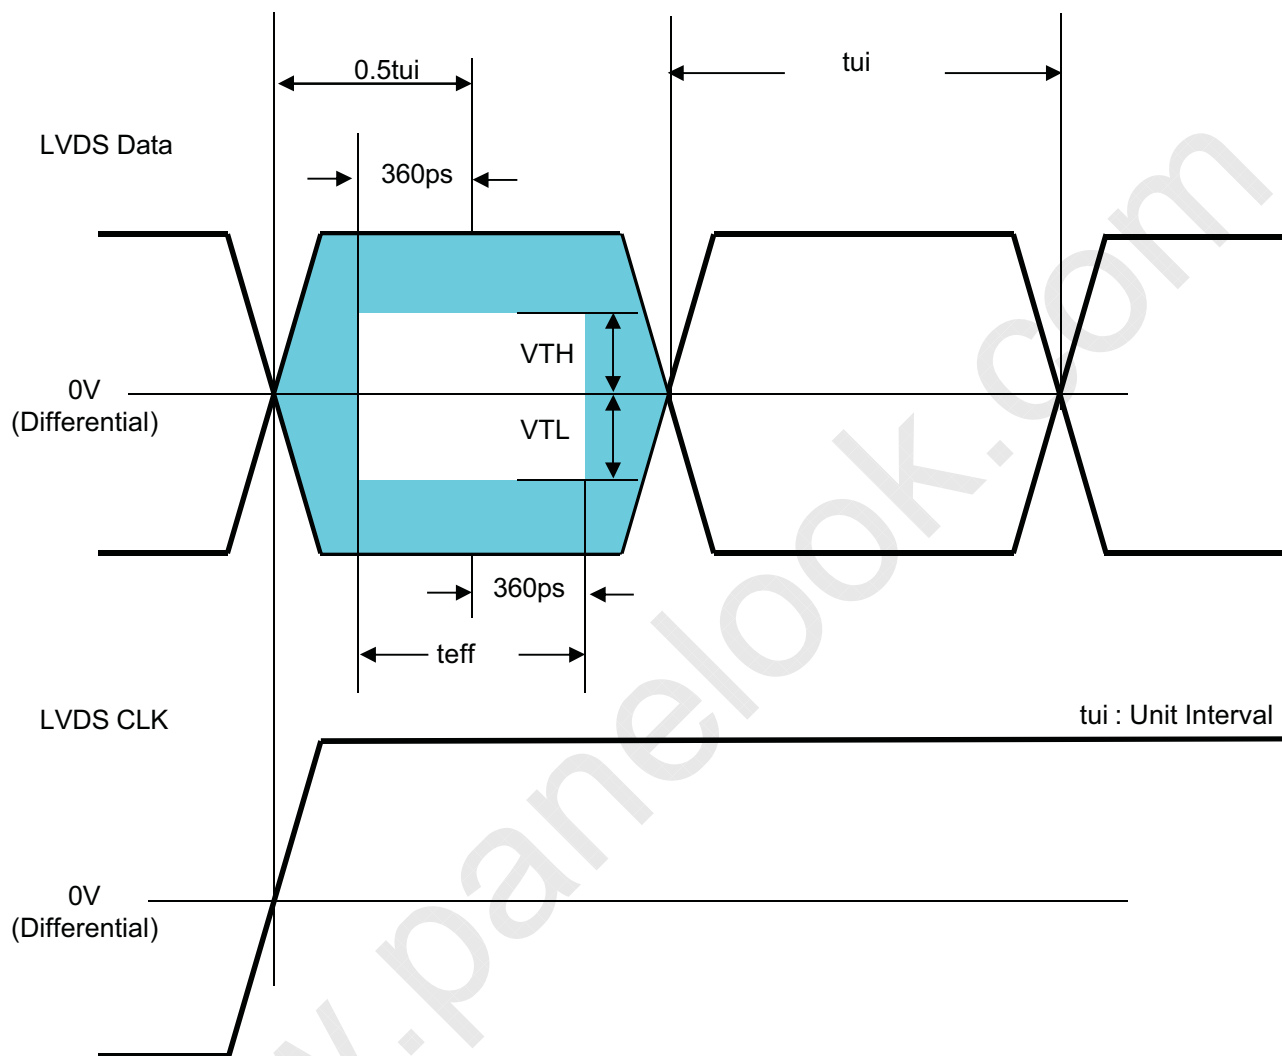 0.5tui
tui
LVDS Data
360ps
VTH
0V
(Differential)
VTL
360ps
teff
LVDS CLK
tui : Unit Interval
0V
(Differential)
w.panelook.com